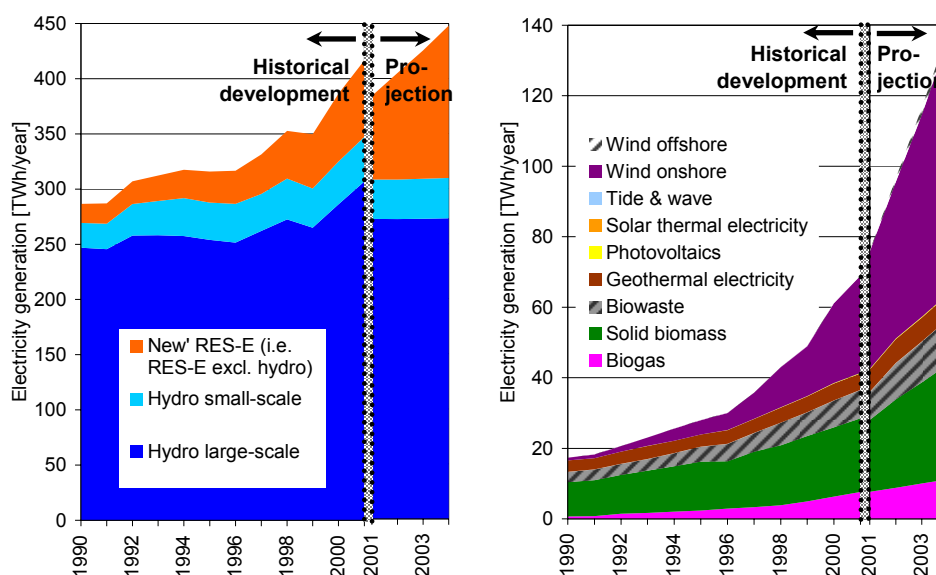 Electricity generation [TWh/year]
450
400
350
300
250
200
150
100
50
0
Historical
development
Pro-
jection
New' RES-E (i.e.
RES-E excl. hydro)
Hydro small-scale
Hydro large-scale
1990
1992
1994
1996
1998
2000
2001
2003
Electricity generation [TWh/year]
140
120
100
80
60
40
20
0
Historical
development
Pro-
jection
Wind offshore
Wind onshore
Tide & wave
Solar thermal electricity
Photovoltaics
Geothermal electricity
Biowaste
Solid biomass
Biogas
1990
1992
1994
1996
1998
2000
2001
2003